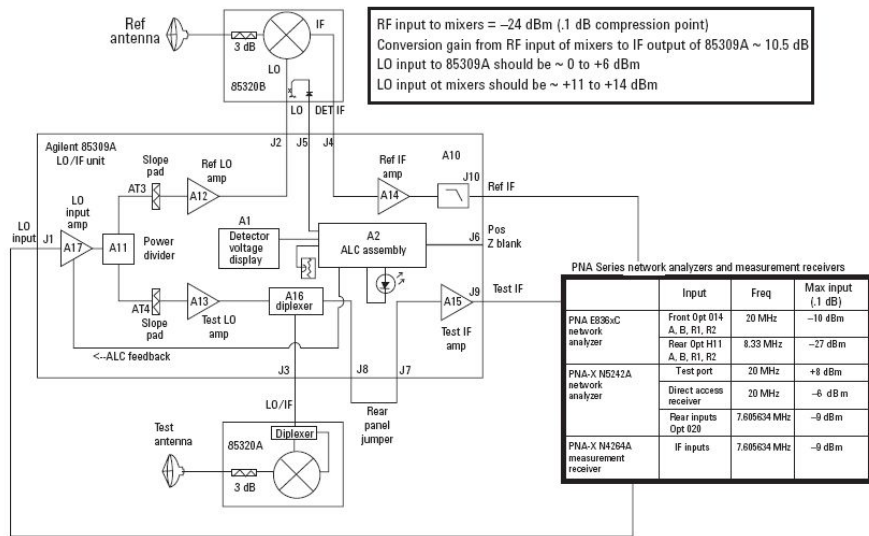 RF input to mixers = –24 dBm (.1 dB compression point)
Conversion gain from RF input of mixers to IF output of 85309A ~ 10.5 dB
LO input to 85309A should be ~ 0 to +6 dBm
LO input ot mixers should be ~ +11 to +14 dBm
Ref
antenna
3 dB
IF
LO
85320B
LO
DET IF
J2
J5
J4
Agilent 85309A
LO/IF unit
Slope
pad
AT3
Ref LO
amp
A12
Ref IF
amp
A14
A10
J10
Ref IF
LO
input
J1
LO
input
amp
A17
A11
Power
divider
A1
Detector
voltage
display
A2
ALC assembly
J6
Pos
Z blank
AT4
Slope
pad
A13
Test LO
amp
A16
diplexer
A15
Test IF
amp
J9
Test IF
<--ALC feedback
J3
J8
J7
LO/IF
Rear
panel
jumper
Test
antenna
3 dB
85320A
Diplexer
PNA Series network analyzers and measurement receivers
Input
Freq
Max input
(.1 dB)
PNA E836xC
network
analyzer
Front Opt 014
A, B, R1, R2
20 MHz
–10 dBm
Rear Opt H11
A, B, R1, R2
8.33 MHz
–27 dBm
PNA-X N5242A
network
analyzer
Test port
20 MHz
+8 dBm
Direct access
receiver
20 MHz
–6 dBm
Rear inputs
Opt 020
7.605634 MHz
–9 dBm
PNA-X N4264A
measurement
receiver
IF inputs
7.605634 MHz
–9 dBm